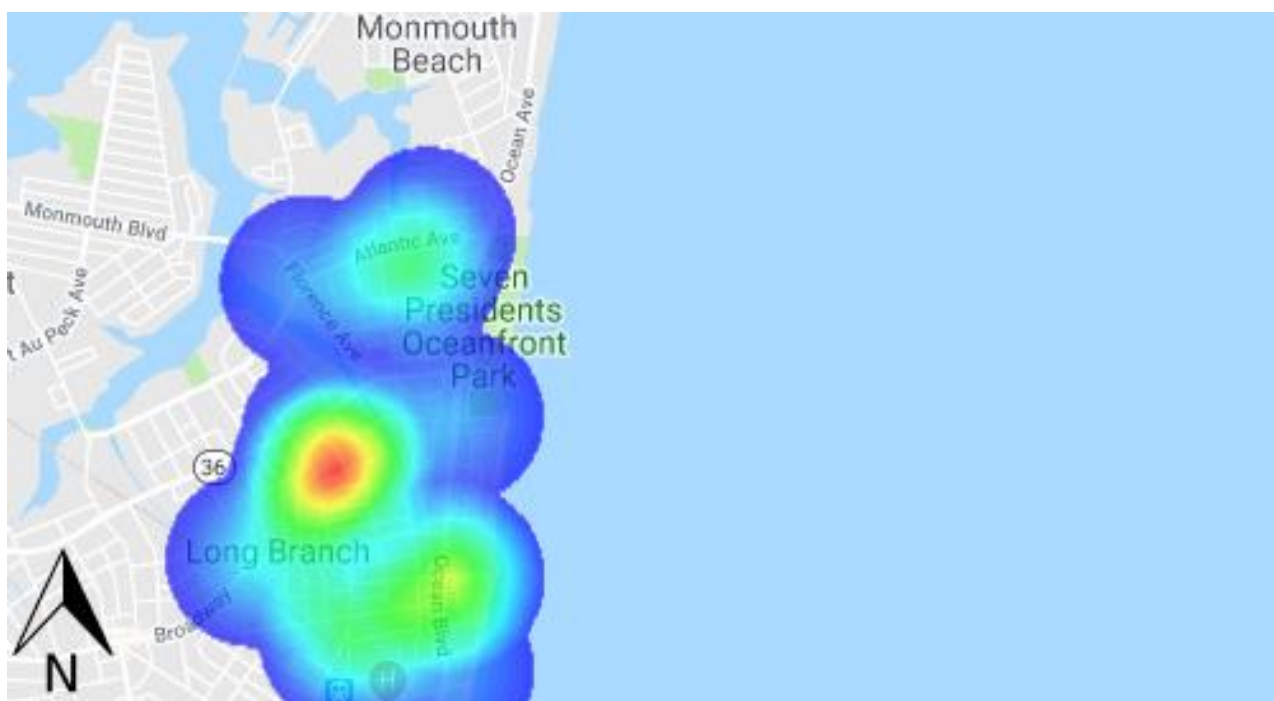 Monmouth
Beach
Ocean Ave
Monmouth Blvd
Atlantic Ave
t
Seven
Presidents
Oceanfront
Park
Florence Ave
t Au Peck Ave
36
Long Branch
Ocean Blvd
Broadway
H
N